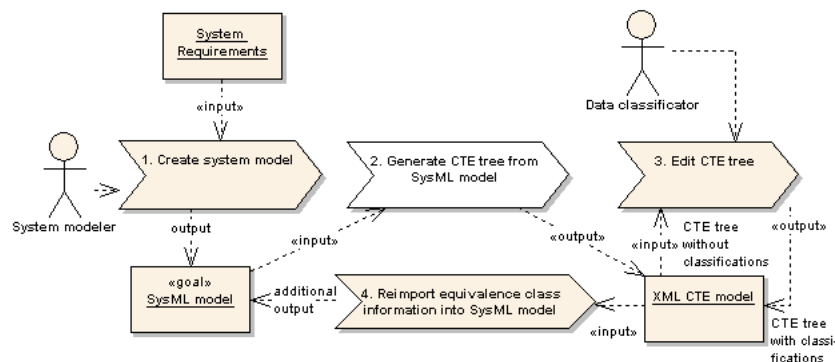 System
Requirements
«input»
Data classificator
1. Create system model
2. Generate CTE tree from
SysML model
3. Edit CTE tree
System modeler
output
«input»
«output»
«input»
CTE tree
without
classifications
«output»
«goal»
SysML model
additional
output
4. Reimport equivalence class
information into SysML model
«input»
XML CTE model
CTE tree
with classi-
fications